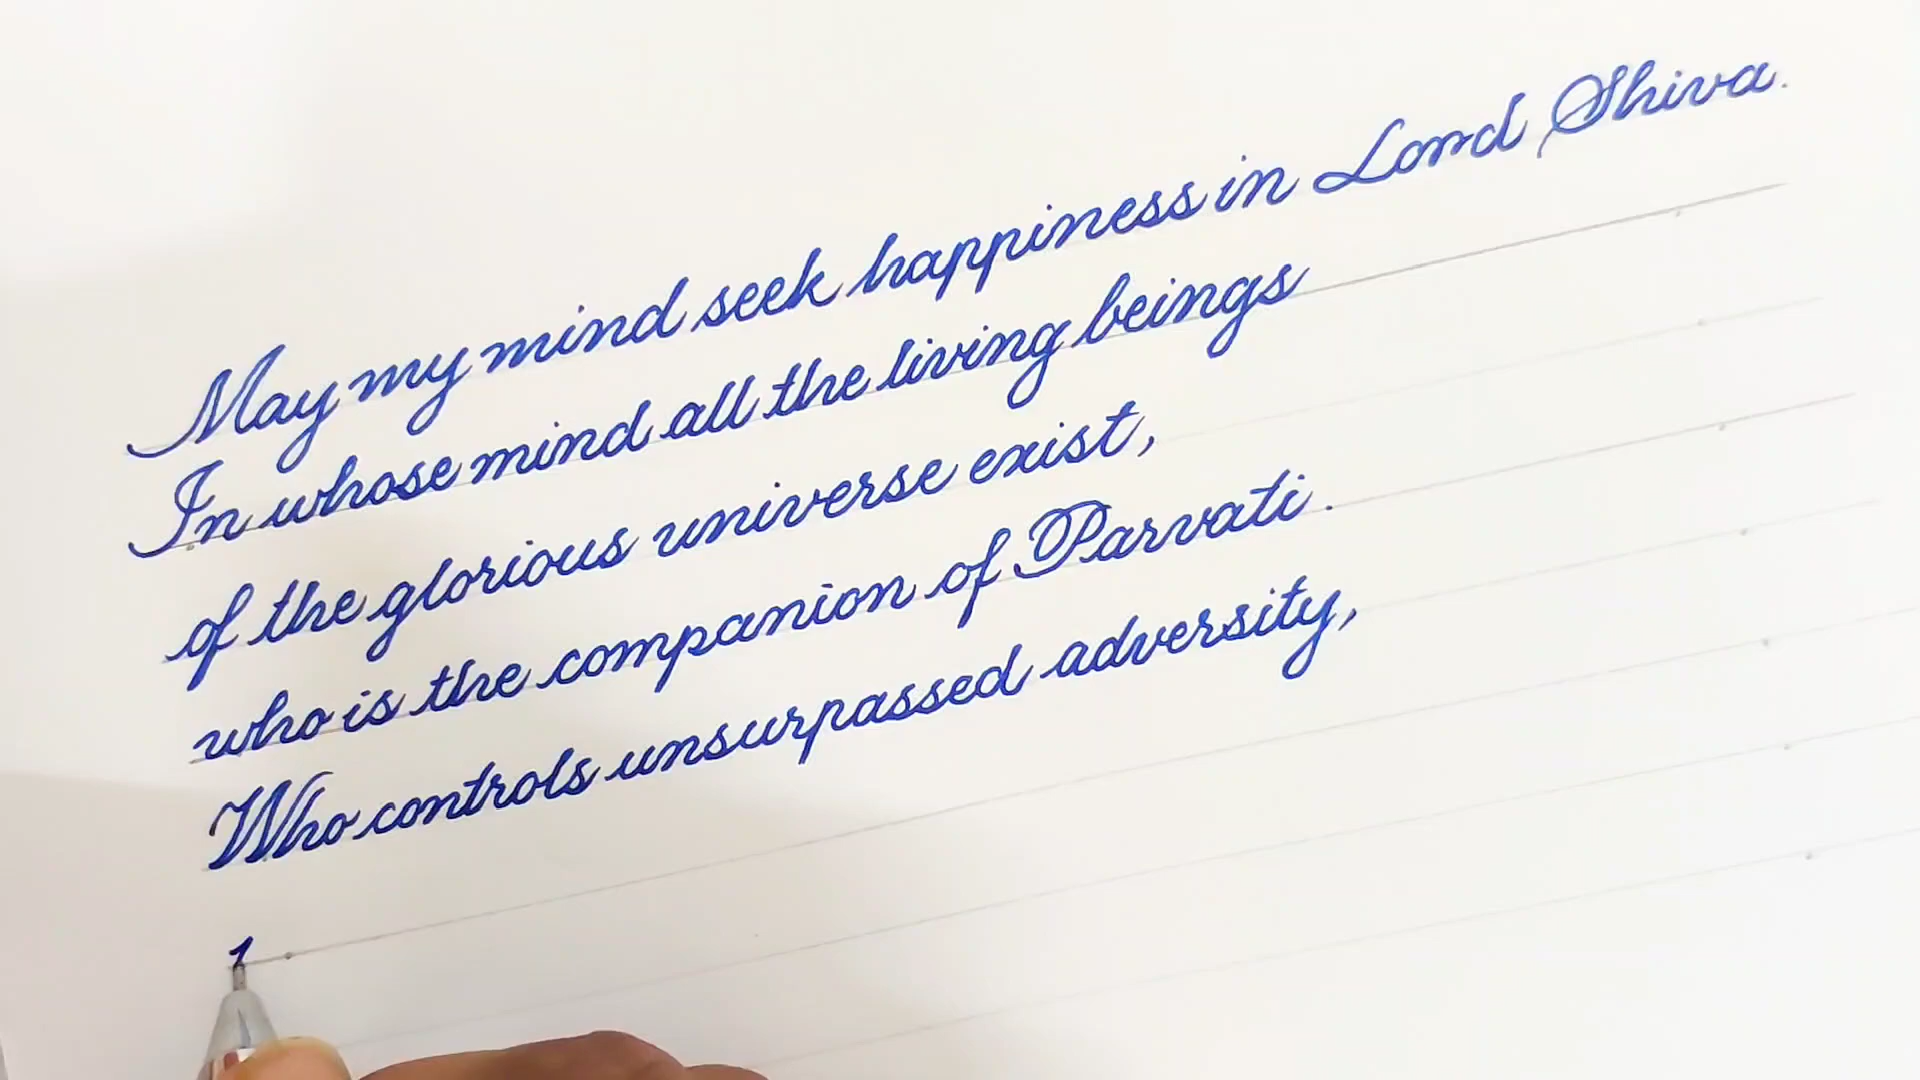 May my mind seek happiness in Lord Shiva.
In whose mind all the living beings
of the glorious universe exist,
who is the companion of Parvati.
Who controls unsurpassed adversity,